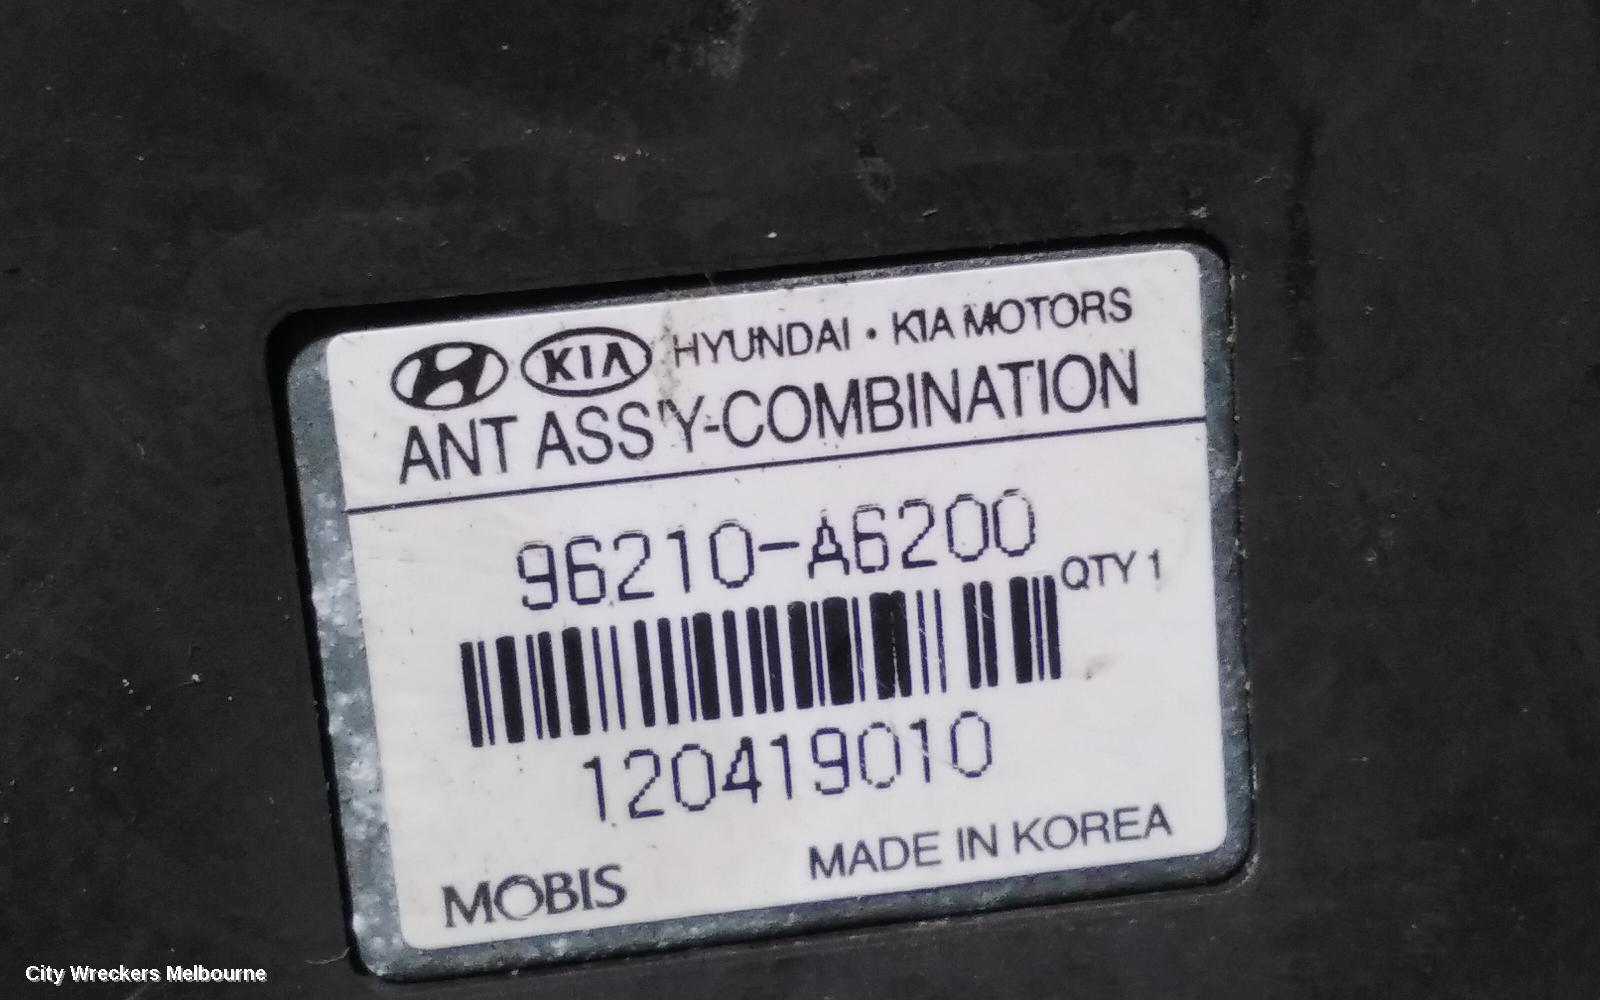 KIA HYUNDAI • KIA MOTORS
ANT ASS'Y-COMBINATION
96210-A6200
QTY 1
120419010
MADE IN KOREA
MOBIS
City Wreckers Melbourne